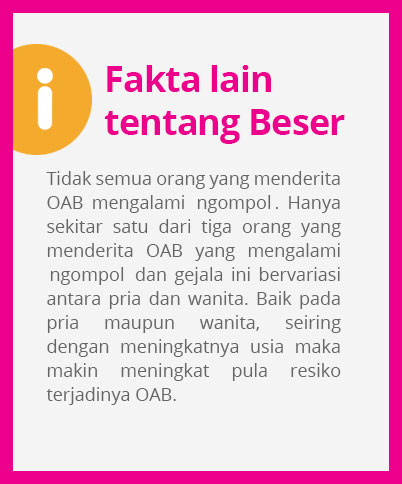 Fakta lain
tentang Beser
Tidak semua orang yang menderita
OAB mengalami ngompol. Hanya
sekitar satu dari tiga orang yang
menderita OAB yang mengalami
ngompol dan gejala ini bervariasi
antara pria dan wanita. Baik pada
pria maupun wanita, seiring
dengan meningkatnya usia maka
makin meningkat pula resiko
terjadinya OAB.